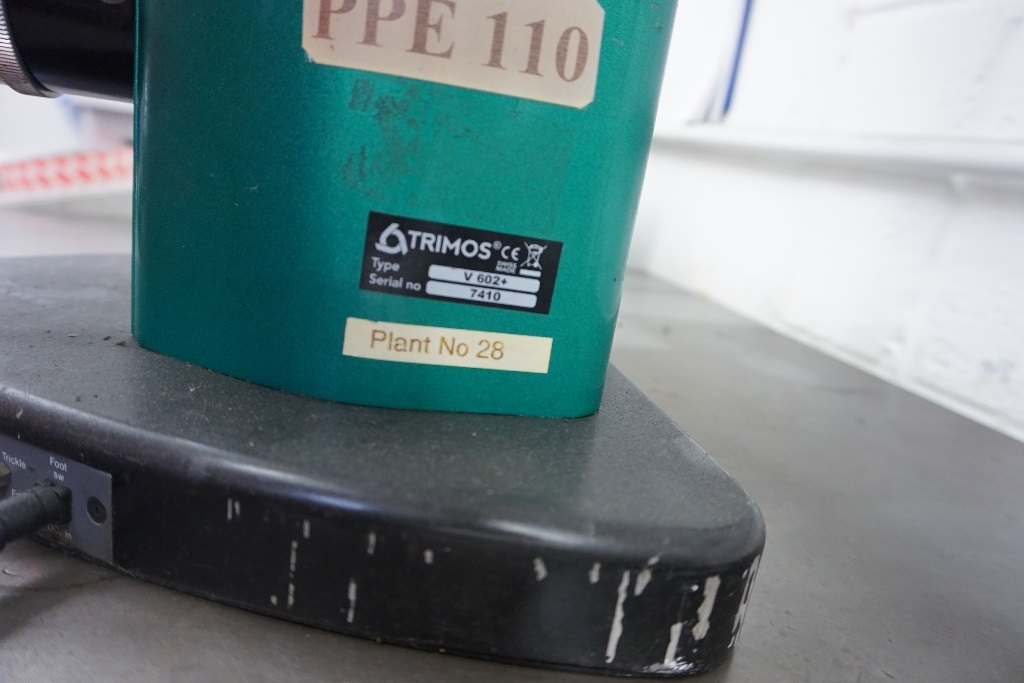 PPE 110
TRIMOS® CE
SWISS MADE
Type V 602+
Serial no 7410
Plant No 28
Trickle
Foot
sw